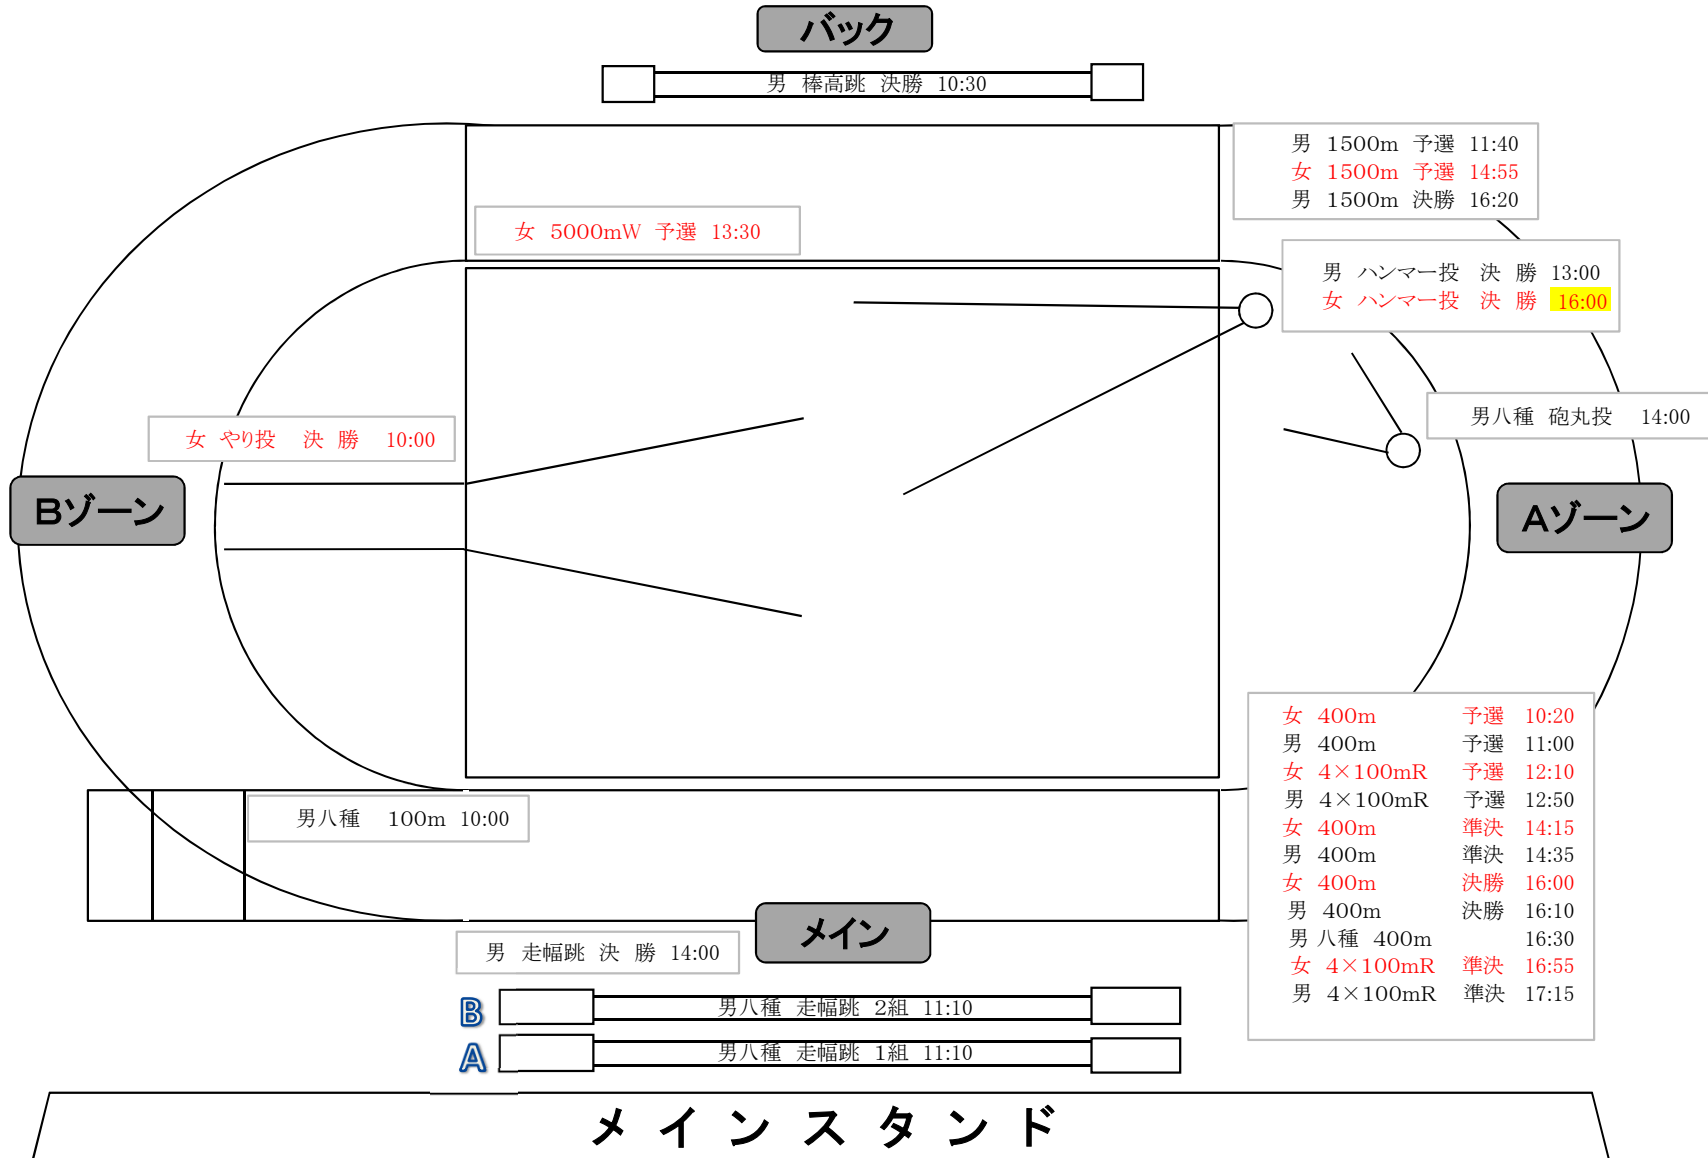 バック
男 棒高跳 決勝 10:30
男 1500m 予選 11:40
女 1500m 予選 14:55
男 1500m 決勝 16:20
女 5000mW 予選 13:30
男 ハンマー投 決 勝 13:00
女 ハンマー投 決 勝 16:00
男八種 砲丸投 14:00
女 やり投 決 勝 10:00
Bゾーン
Aゾーン
女 400m 予選 10:20
男 400m 予選 11:00
女 4×100mR 予選 12:10
男 4×100mR 予選 12:50
女 400m 準決 14:15
男 400m 準決 14:35
女 400m 決勝 16:00
男 400m 決勝 16:10
男 八種 400m 16:30
女 4×100mR 準決 16:55
男 4×100mR 準決 17:15
男八種 100m 10:00
メイン
男 走幅跳 決 勝 14:00
B 男八種 走幅跳 2組 11:10
A 男八種 走幅跳 1組 11:10
メインスタンド